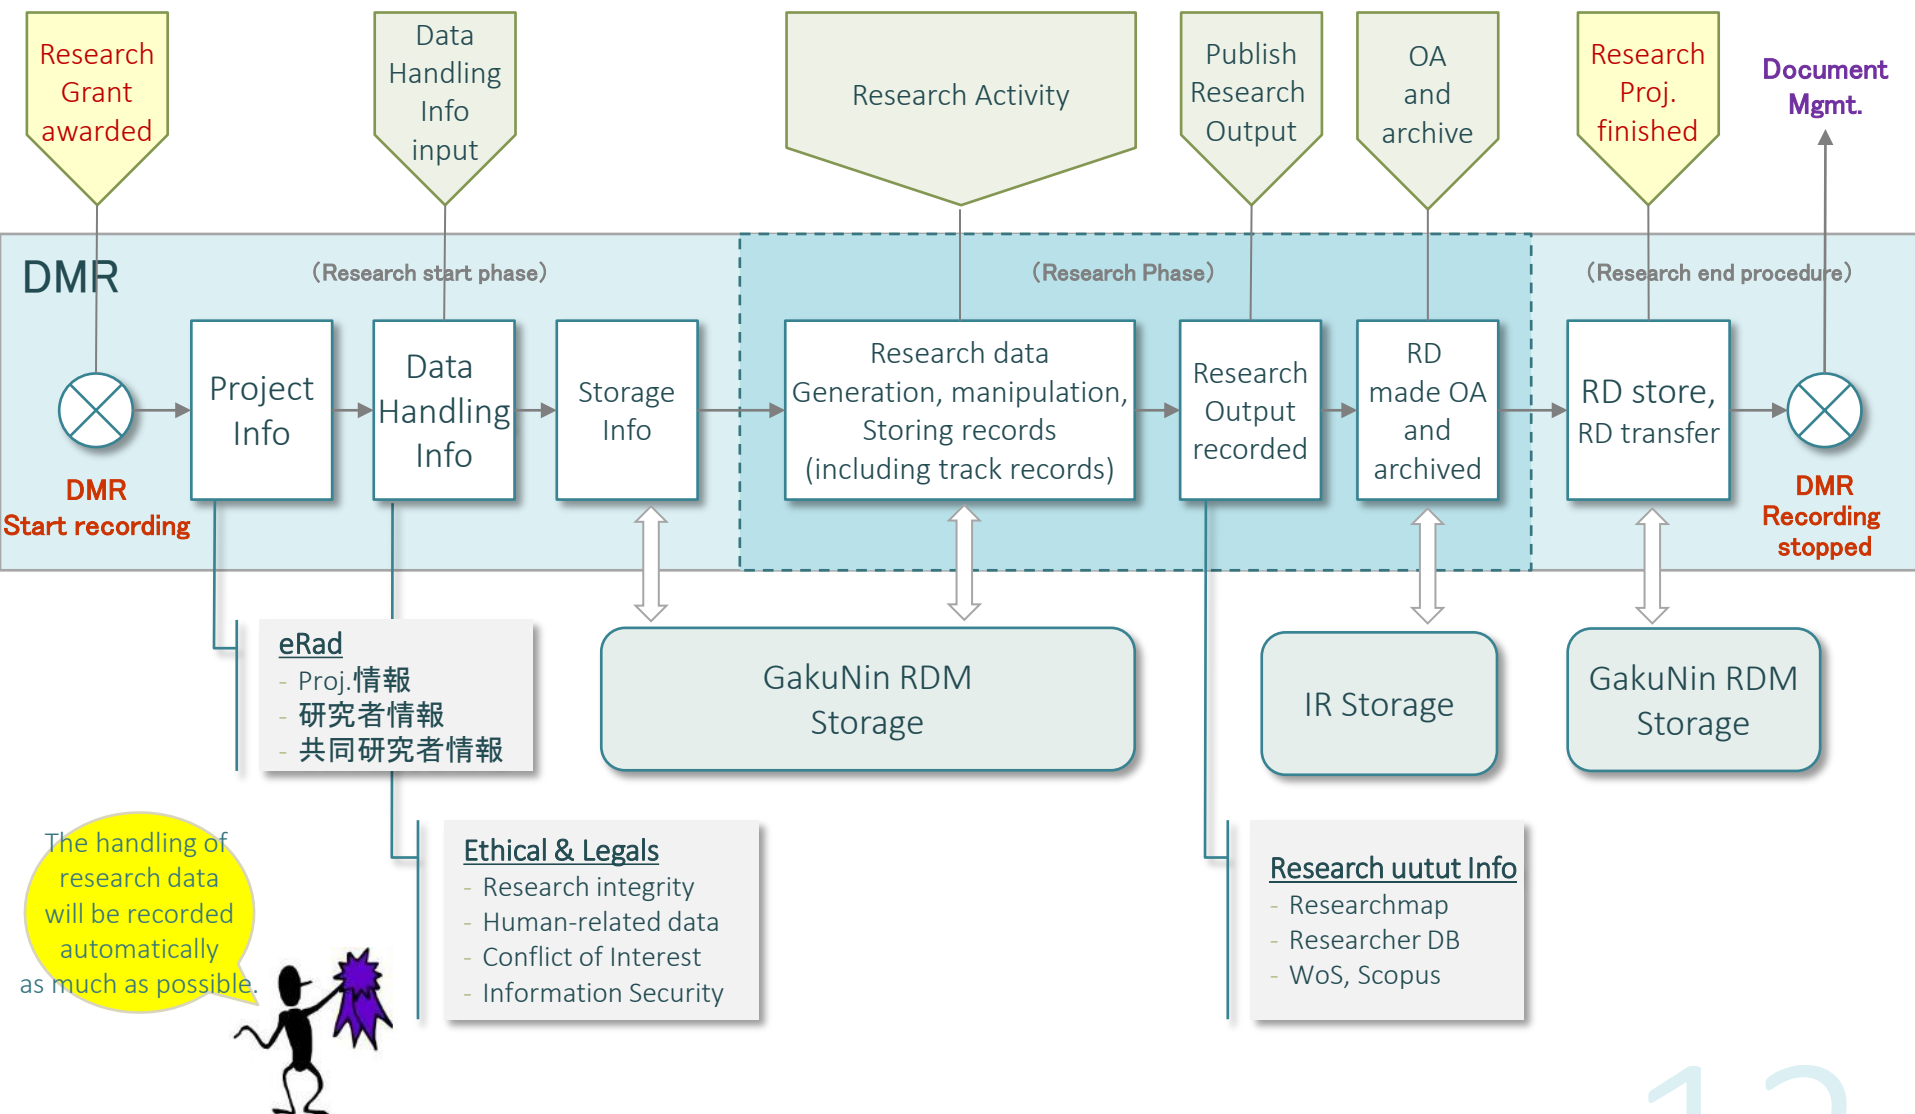 Research
Grant
awarded
Data
Handling
Info
input
Research Activity
Publish
Research
Output
OA
and
archive
Research
Proj.
finished
Document
Mgmt.
DMR
(Research start phase)
(Research Phase)
(Research end procedure)
DMR
Start recording
Project
Info
Data
Handling
Info
Storage
Info
Research data
Generation, manipulation,
Storing records
(including track records)
Research
Output
recorded
RD
made OA
and
archived
RD store,
RD transfer
DMR
Recording
stopped
eRad
- Proj.情報
- 研究者情報
- 共同研究者情報
GakuNin RDM
Storage
IR Storage
GakuNin RDM
Storage
The handling of
research data
will be recorded
automatically
as much as possible.
Ethical & Legals
- Research integrity
- Human-related data
- Conflict of Interest
- Information Security
Research uutut Info
- Researchmap
- Researcher DB
- WoS, Scopus